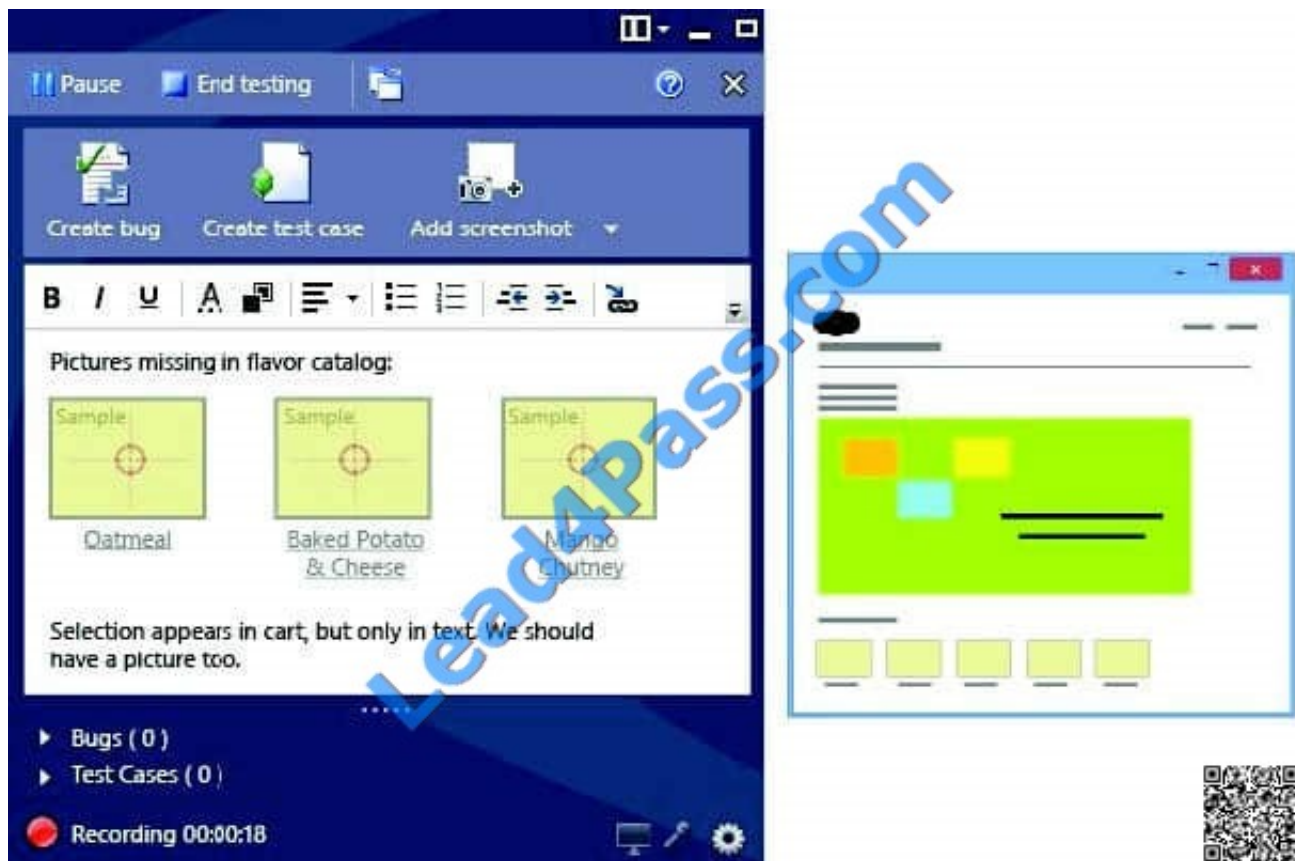 Pause
End testing
Create bug
Create test case
Add screenshot
B I U A
Pictures missing in flavor catalog:
Sample
Sample
Sample
Oatmeal
Baked Potato
& Cheese
Mango
Chutney
Selection appears in cart, but only in text. We should
have a picture too.
Bugs ( 0 )
Test Cases ( 0 )
Recording 00:00:18
Lead4Pass.com